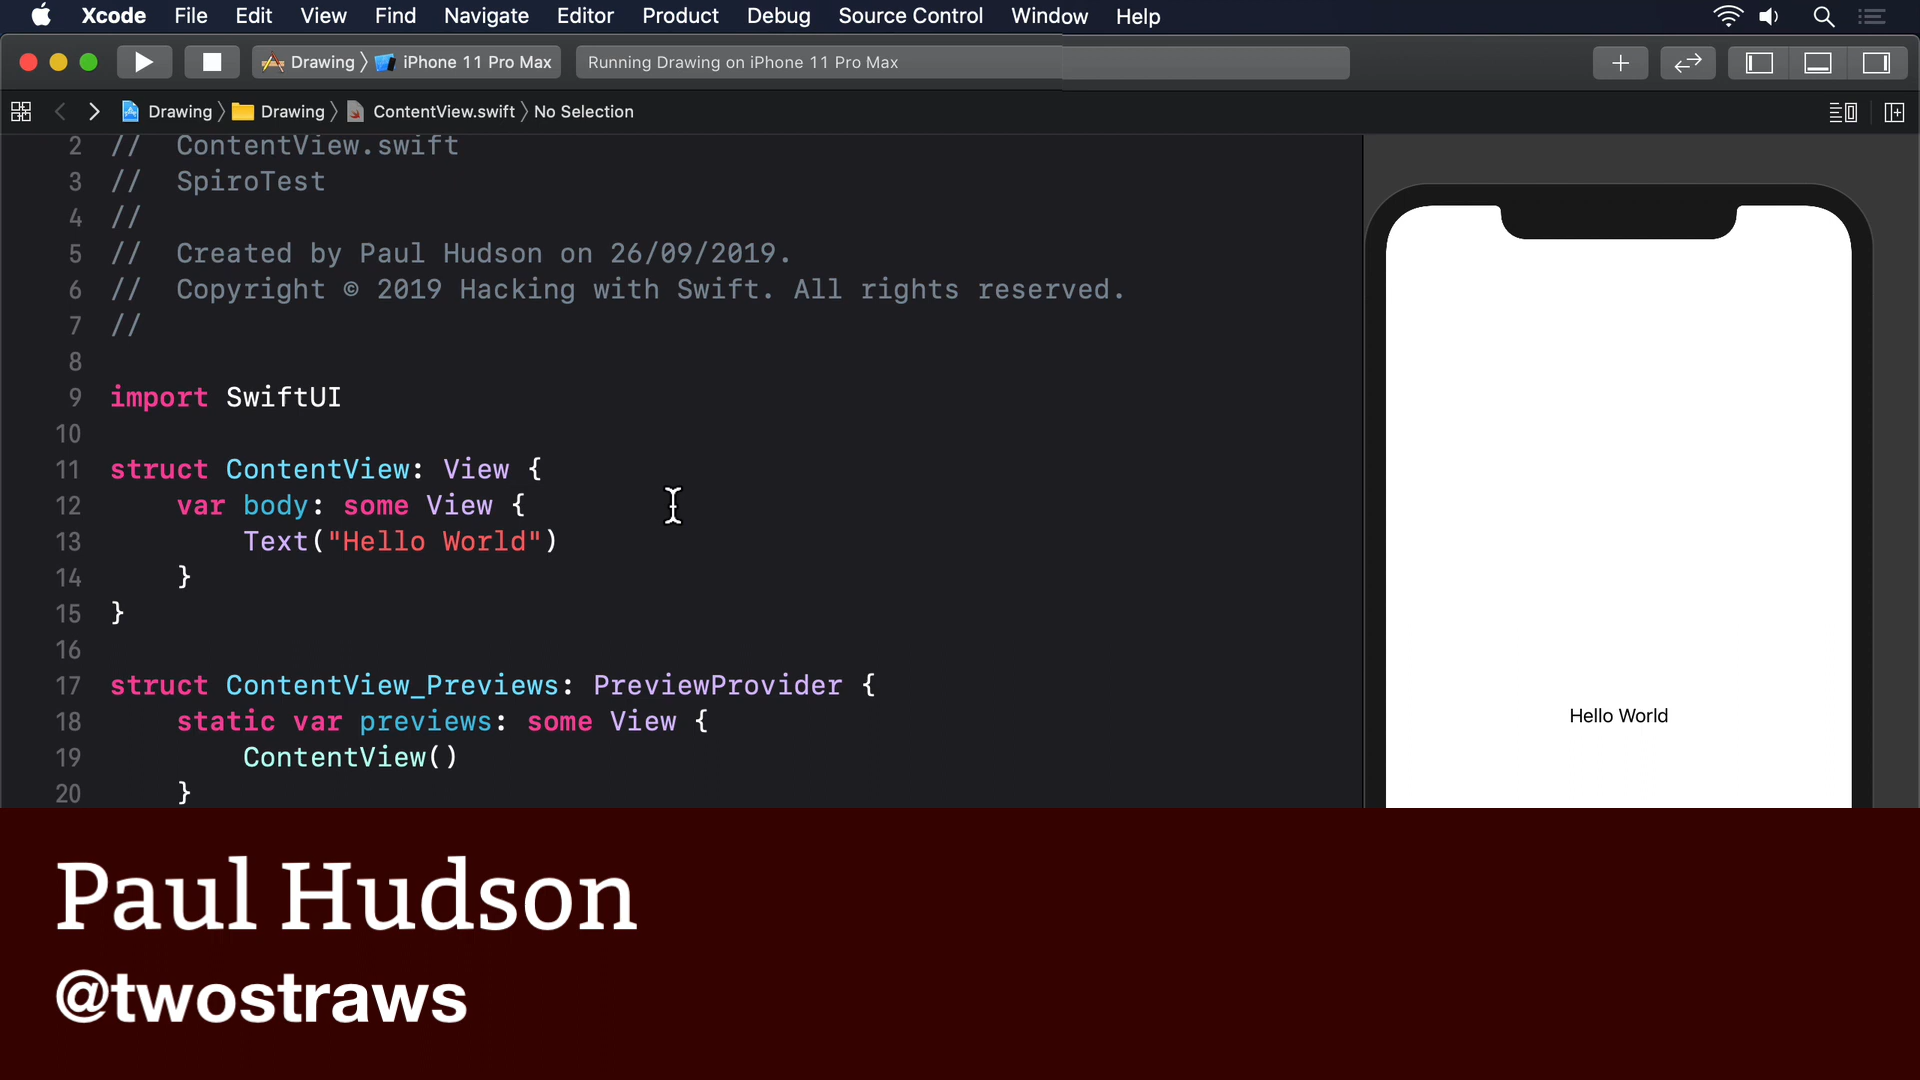 Xcode File Edit View Find Navigate Editor Product Debug Source Control Window Help
Drawing iPhone 11 Pro Max Running Drawing on iPhone 11 Pro Max
Drawing Drawing ContentView.swift No Selection
2 // ContentView.swift
3 // SpiroTest
4 //
5 // Created by Paul Hudson on 26/09/2019.
6 // Copyright © 2019 Hacking with Swift. All rights reserved.
7 //
8
9 import SwiftUI
10
11 struct ContentView: View {
12 var body: some View {
13 Text("Hello World")
14 }
15 }
16
17 struct ContentView_Previews: PreviewProvider {
18 static var previews: some View {
19 ContentView()
20 }
Hello World
Paul Hudson
@twostraws